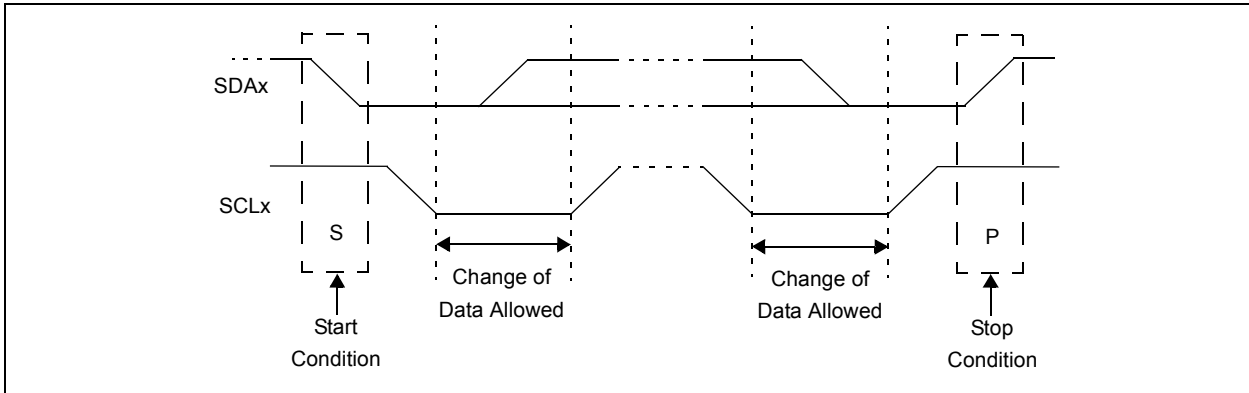 SDAx
SCLx
S
P
Change of
Data Allowed
Change of
Data Allowed
Start
Condition
Stop
Condition